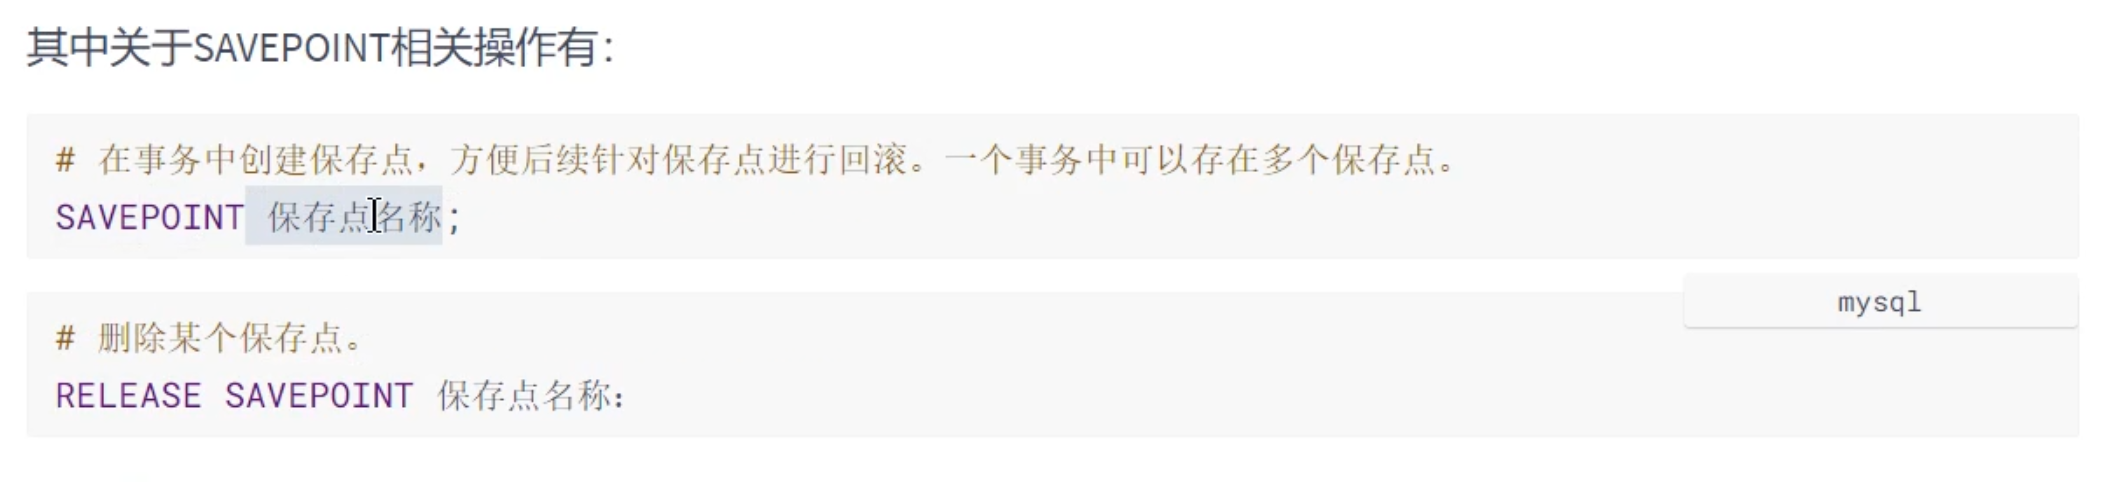 其中关于SAVEPOINT相关操作有：
# 在事务中创建保存点，方便后续针对保存点进行回滚。一个事务中可以存在多个保存点。
SAVEPOINT 保存点名称;
mysql
# 删除某个保存点。
RELEASE SAVEPOINT 保存点名称：